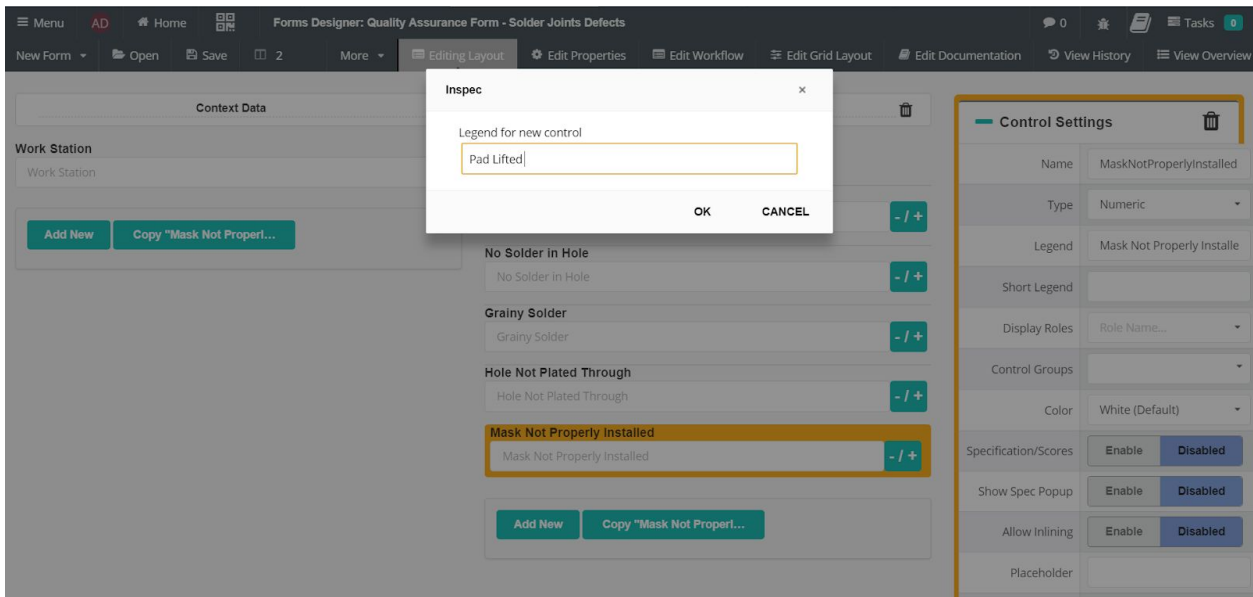 Menu AD Home Forms Designer: Quality Assurance Form - Solder Joints Defects 0 Tasks 0
New Form Open Save 2 More Editing Layout Edit Properties Edit Workflow Edit Grid Layout Edit Documentation View History View Overview
Inspec ×
Legend for new control
Pad Lifted
OK CANCEL
Context Data
Work Station
Work Station
Add New Copy "Mask Not Properl...
- / +
No Solder in Hole
No Solder in Hole - / +
Grainy Solder
Grainy Solder - / +
Hole Not Plated Through
Hole Not Plated Through - / +
Mask Not Properly Installed
Mask Not Properly Installed - / +
Add New Copy "Mask Not Properl...
Control Settings
Name MaskNotProperlyInstalled
Type Numeric
Legend Mask Not Properly Installe
Short Legend
Display Roles Role Name...
Control Groups
Color White (Default)
Specification/Scores Enable Disabled
Show Spec Popup Enable Disabled
Allow Inlining Enable Disabled
Placeholder